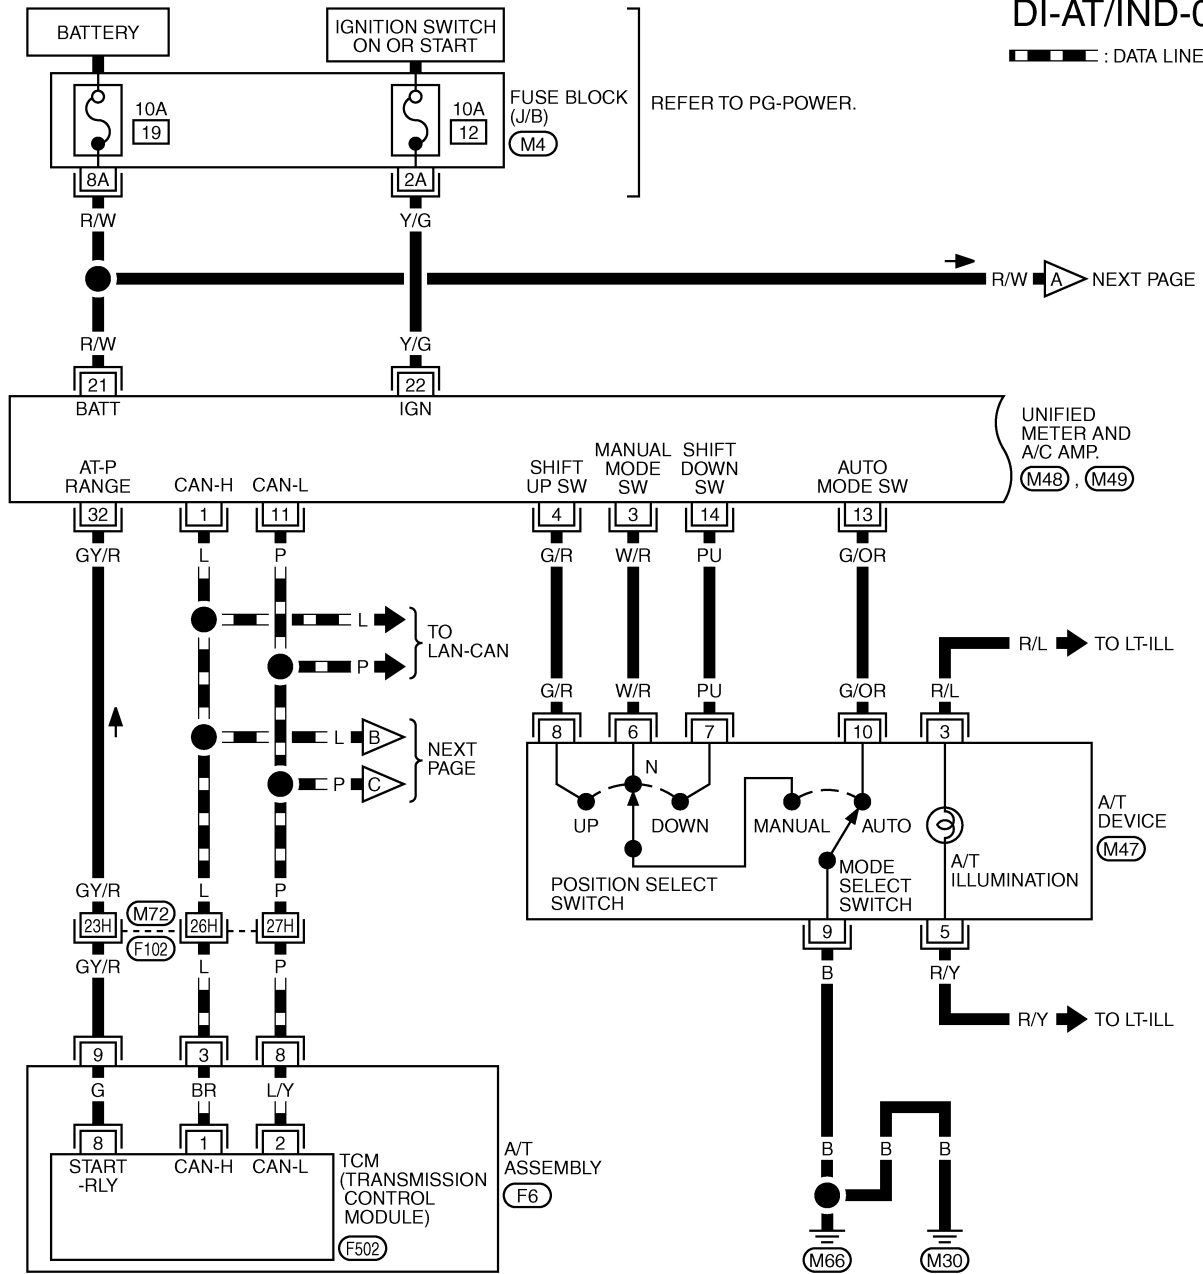 DI-AT/IND-0
: DATA LINE
BATTERY
IGNITION SWITCH
ON OR START
10A
19
10A
12
FUSE BLOCK
(J/B)
M4
REFER TO PG-POWER.
8A
2A
R/W
Y/G
R/W
A
NEXT PAGE
R/W
Y/G
21
22
BATT
IGN
UNIFIED
METER AND
A/C AMP.
M48 , M49
AT-P
RANGE
CAN-H
CAN-L
SHIFT
UP SW
MANUAL
MODE
SW
SHIFT
DOWN
SW
AUTO
MODE SW
32
1
11
4
3
14
13
GY/R
L
P
G/R
W/R
PU
G/OR
L
P
TO
LAN-CAN
R/L
TO LT-ILL
G/R
W/R
PU
G/OR
R/L
L
B
P
C
NEXT
PAGE
8
6
7
10
3
N
UP
DOWN
MANUAL
AUTO
POSITION SELECT
SWITCH
MODE
SELECT
SWITCH
A/T
ILLUMINATION
A/T
DEVICE
M47
GY/R
L
P
23H
M72
F102
26H
27H
GY/R
L
P
9
5
B
R/Y
R/Y
TO LT-ILL
9
3
8
G
BR
L/Y
8
1
2
START
-RLY
CAN-H
CAN-L
TCM
(TRANSMISSION
CONTROL
MODULE)
F502
A/T
ASSEMBLY
F6
B
B
B
M66
M30